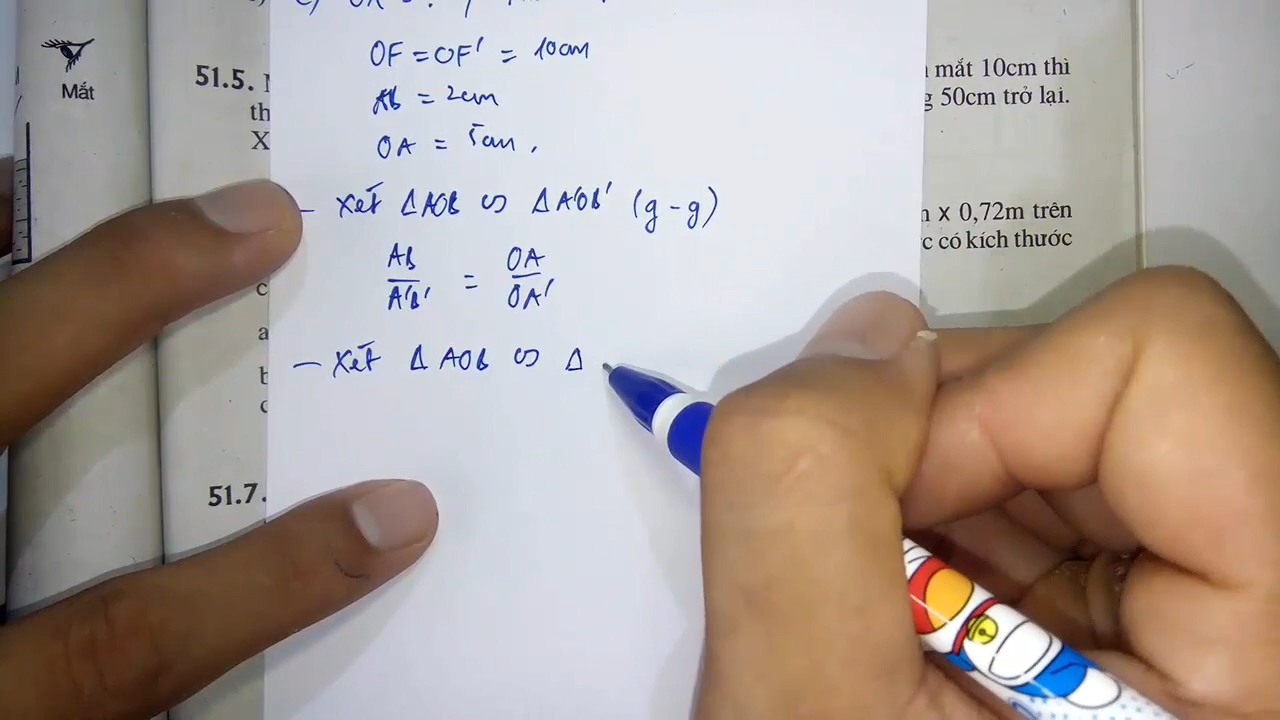 OF = OF' = 10cm
Mắt
51.5.
mắt 10cm thì
AB = 2cm
50cm trở lại.
th
X
OA = 5cm.
- Xét ΔAOB ∽ ΔA'OB' (g-g)
x 0,72m trên
có kích thước
AB/A'B' = OA/OA'
c
a
- Xét ΔAOB ∽ Δ
b
c
51.7.